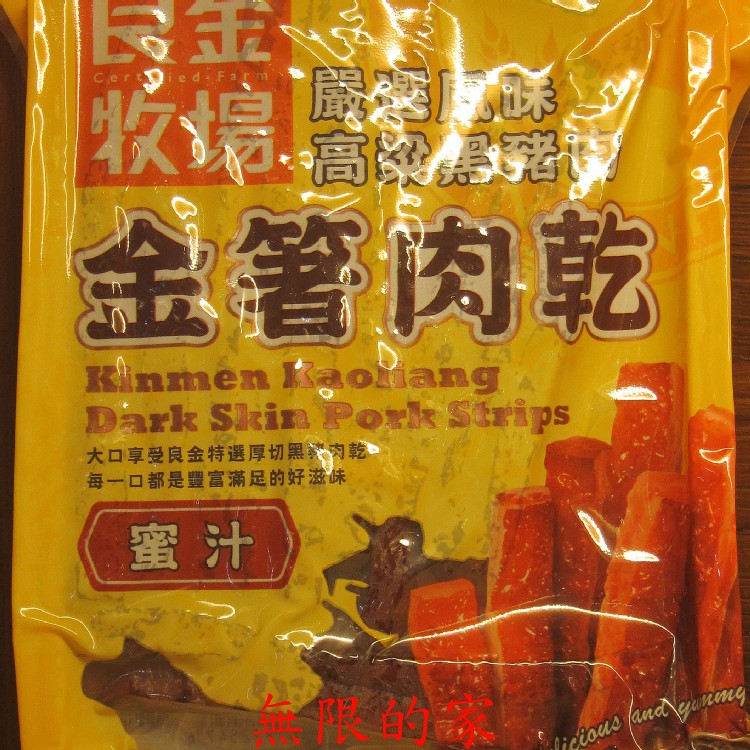 良金
Certified Farm
牧場
嚴選風味
高粱黑豬肉
金箸肉乾
Kinmen Kaoliang
Dark Skin Pork Strips
大口享受良金特選厚切黑豬肉乾
每一口都是豐富滿足的好滋味
蜜汁
delicious and yummy
無限的家